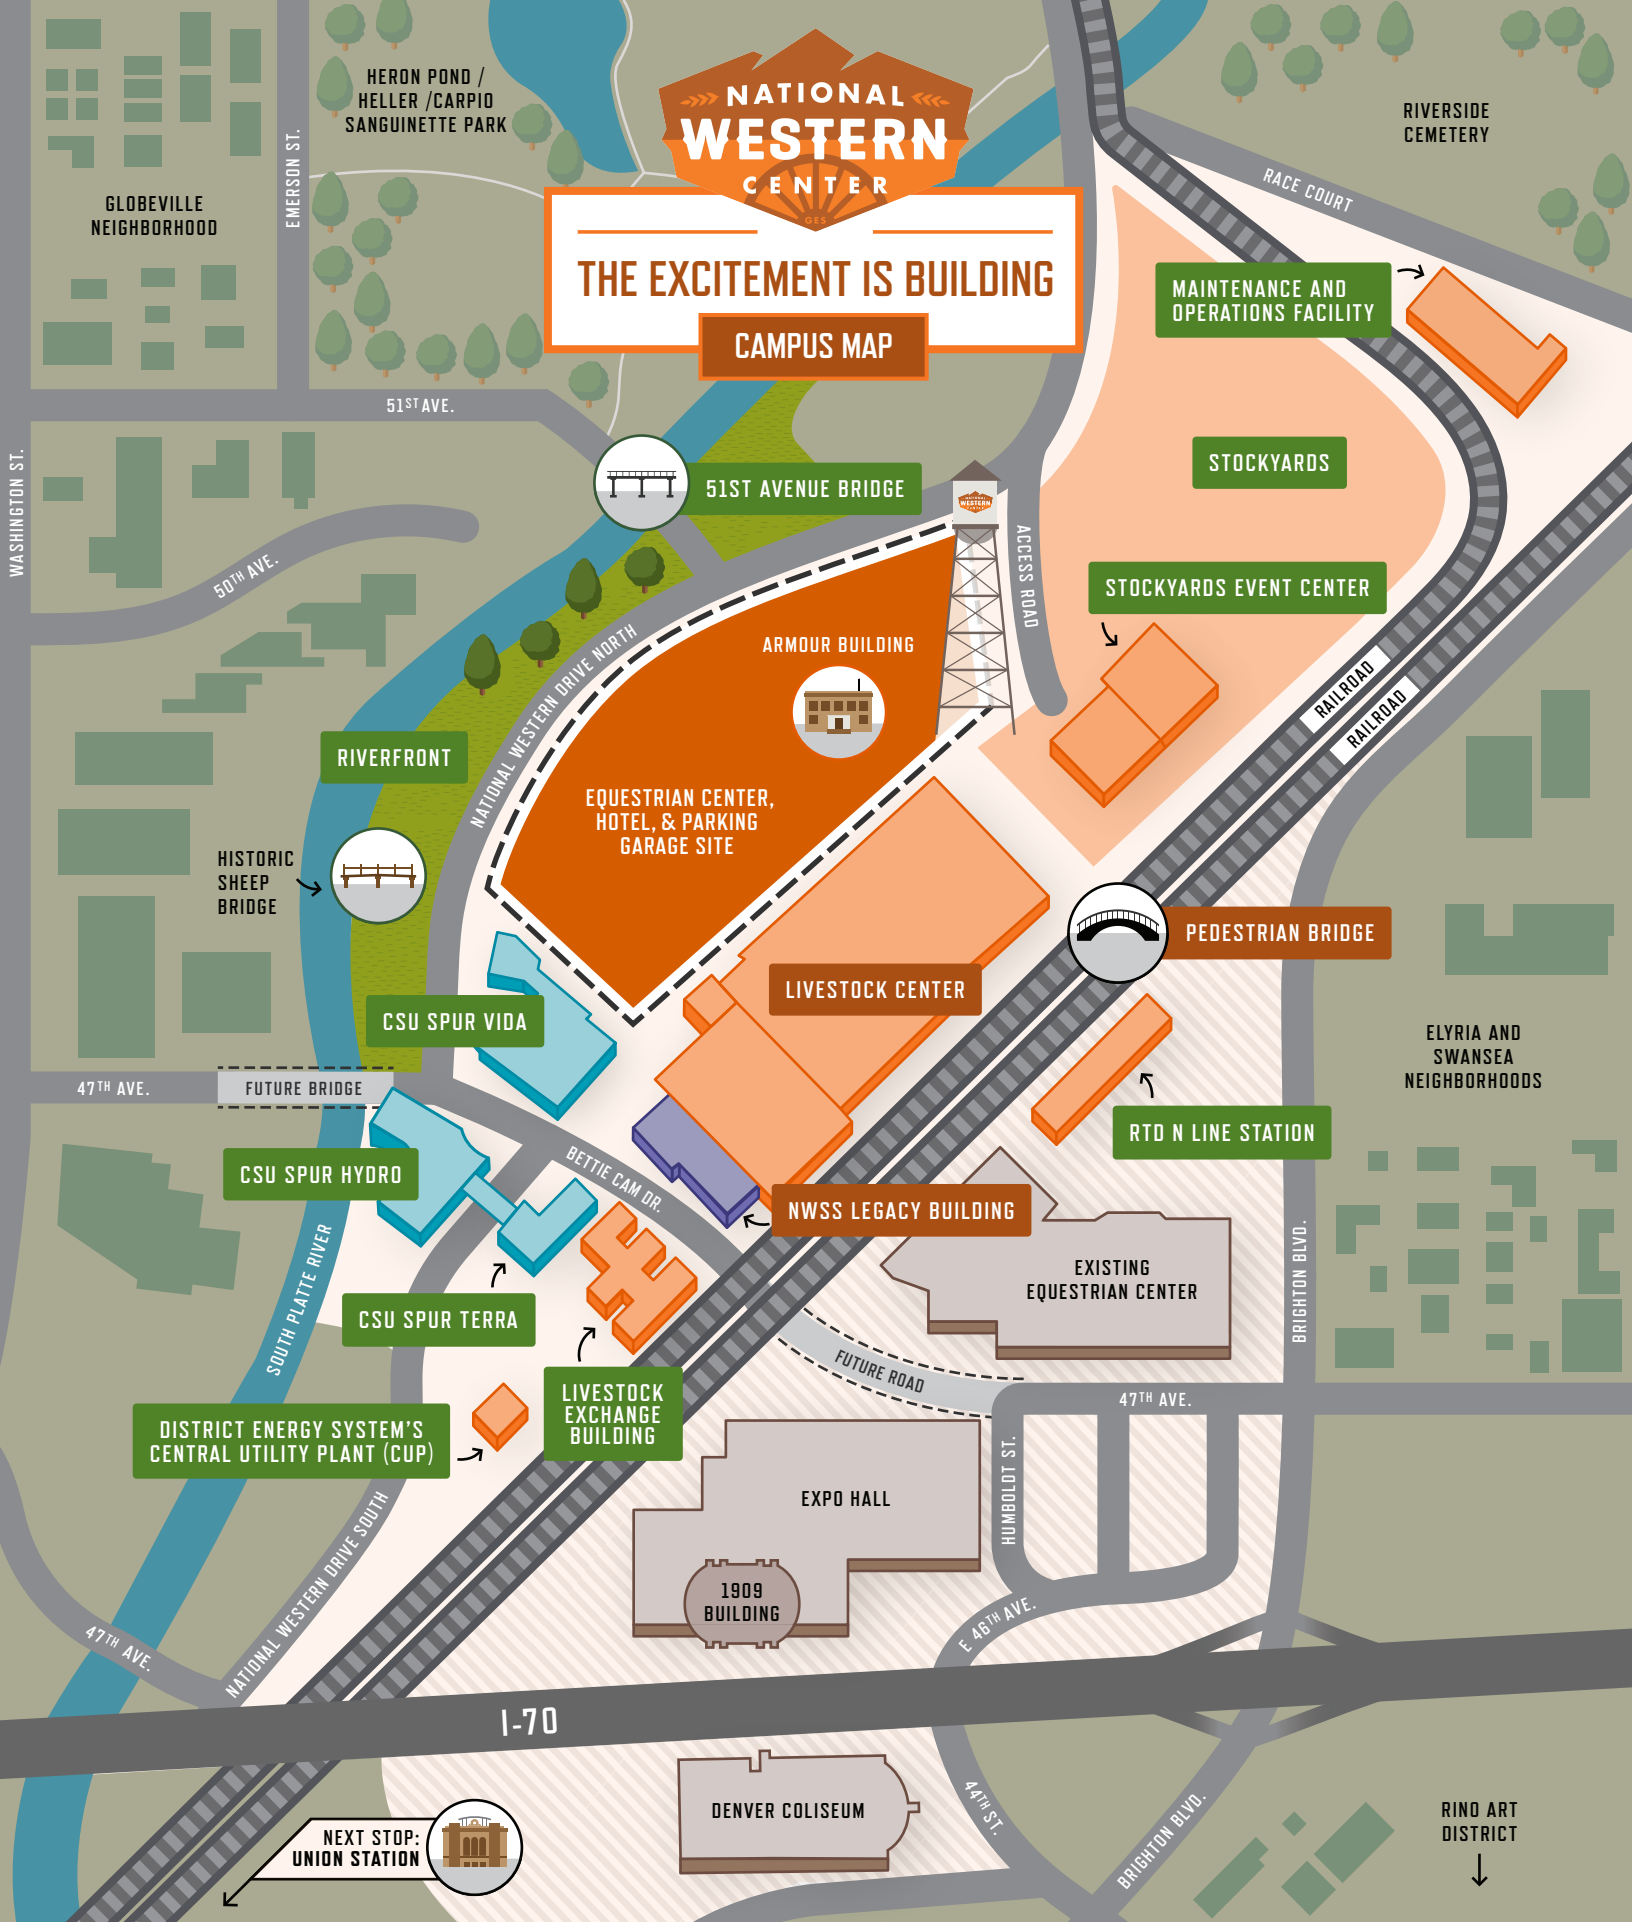 HERON POND /
HELLER /CARPIO
SANGUINETTE PARK
NATIONAL
WESTERN
CENTER
GES
THE EXCITEMENT IS BUILDING
CAMPUS MAP
RIVERSIDE
CEMETERY
RACE COURT
GLOBEVILLE
NEIGHBORHOOD
EMERSON ST.
MAINTENANCE AND
OPERATIONS FACILITY
51ST AVE.
WASHINGTON ST.
STOCKYARDS
51ST AVENUE BRIDGE
NATIONAL
WESTERN
CENTER
ACCESS ROAD
50TH AVE.
STOCKYARDS EVENT CENTER
ARMOUR BUILDING
NATIONAL WESTERN DRIVE NORTH
RAILROAD
RAILROAD
RIVERFRONT
EQUESTRIAN CENTER,
HOTEL, & PARKING
GARAGE SITE
HISTORIC
SHEEP
BRIDGE
PEDESTRIAN BRIDGE
LIVESTOCK CENTER
CSU SPUR VIDA
ELYRIA AND
SWANSEA
NEIGHBORHOODS
47TH AVE.
FUTURE BRIDGE
RTD N LINE STATION
CSU SPUR HYDRO
BETTIE CAM DR.
NWSS LEGACY BUILDING
SOUTH PLATTE RIVER
EXISTING
EQUESTRIAN CENTER
BRIGHTON BLVD.
CSU SPUR TERRA
FUTURE ROAD
47TH AVE.
LIVESTOCK
EXCHANGE
BUILDING
DISTRICT ENERGY SYSTEM'S
CENTRAL UTILITY PLANT (CUP)
HUMBOLDT ST.
EXPO HALL
NATIONAL WESTERN DRIVE SOUTH
1909
BUILDING
E 46TH AVE.
47TH AVE.
I-70
44TH ST.
DENVER COLISEUM
BRIGHTON BLVD.
RINO ART
DISTRICT
NEXT STOP:
UNION STATION